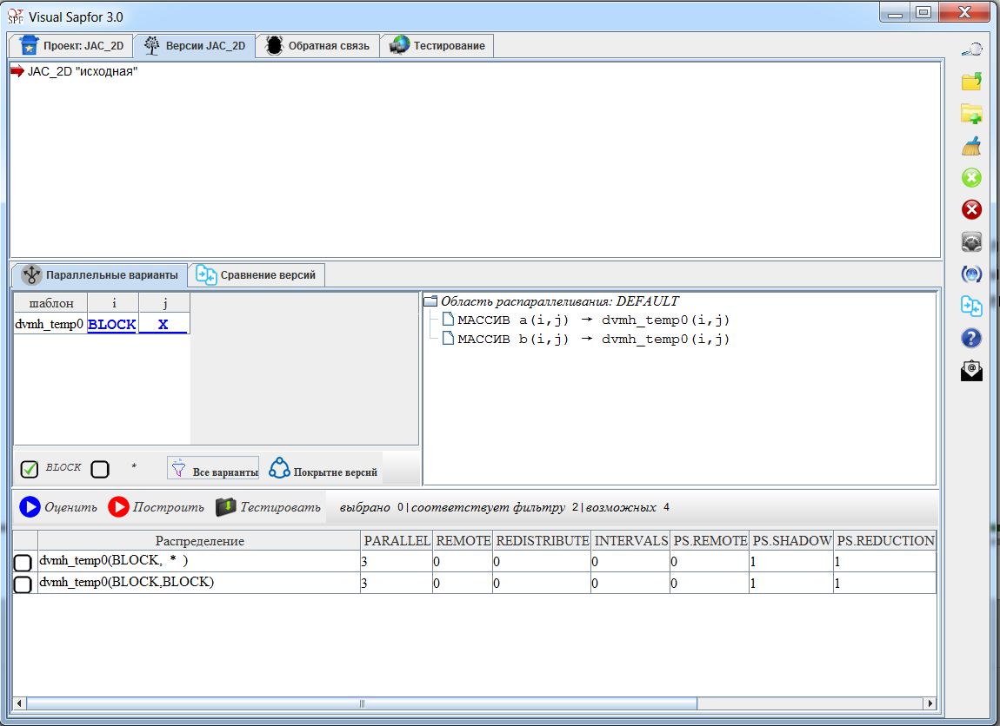 Visual Sapfor 3.0
Проект: JAC_2D Версии JAC_2D Обратная связь Тестирование
JAC_2D "исходная"
Параллельные варианты Сравнение версий
шаблон i j
dvmh_temp0 BLOCK X
Область распараллеливания: DEFAULT
МАССИВ a(i,j) → dvmh_temp0(i,j)
МАССИВ b(i,j) → dvmh_temp0(i,j)
BLOCK * Все варианты Покрытие версий
Оценить Построить Тестировать выбрано 0 | соответствует фильтру 2 | возможных 4
Распределение PARALLEL REMOTE REDISTRIBUTE INTERVALS PS.REMOTE PS.SHADOW PS.REDUCTION
dvmh_temp0(BLOCK, * ) 3 0 0 0 0 1 1
dvmh_temp0(BLOCK,BLOCK) 3 0 0 0 0 1 1